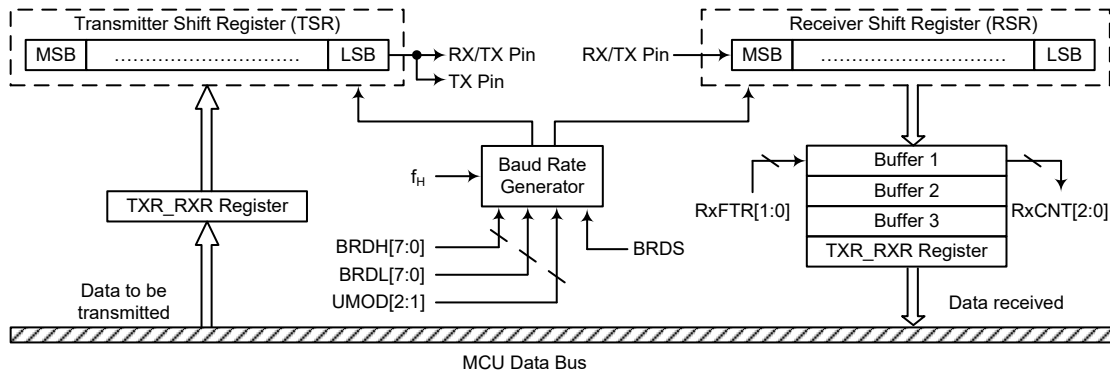 Transmitter Shift Register (TSR)
MSB
..............................
LSB
RX/TX Pin
TX Pin
Receiver Shift Register (RSR)
RX/TX Pin
MSB
..............................
LSB
fH
Baud Rate
Generator
BRDH[7:0]
BRDL[7:0]
UMOD[2:1]
BRDS
TXR_RXR Register
Data to be
transmitted
RxFTR[1:0]
Buffer 1
Buffer 2
Buffer 3
TXR_RXR Register
RxCNT[2:0]
Data received
MCU Data Bus